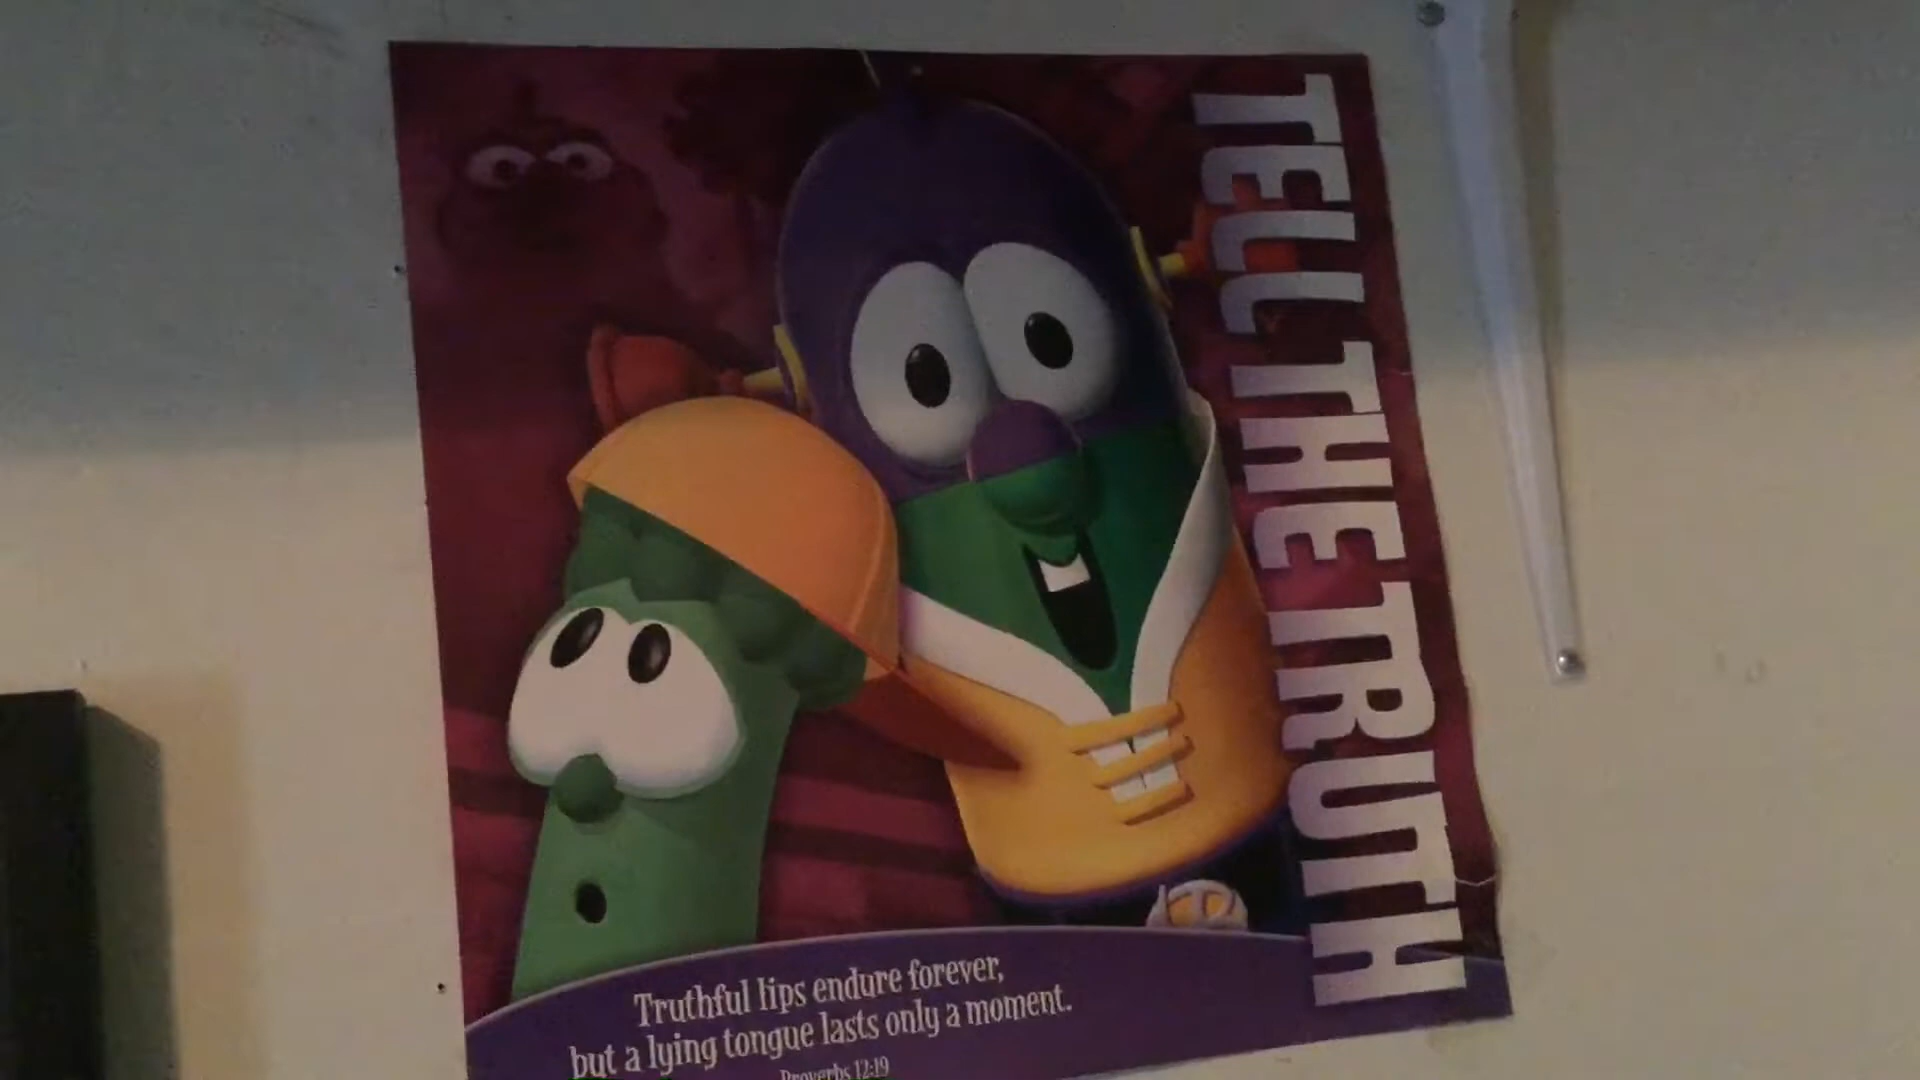 TELL THE TRUTH
Truthful lips endure forever,
but a lying tongue lasts only a moment.
Proverbs 12:19